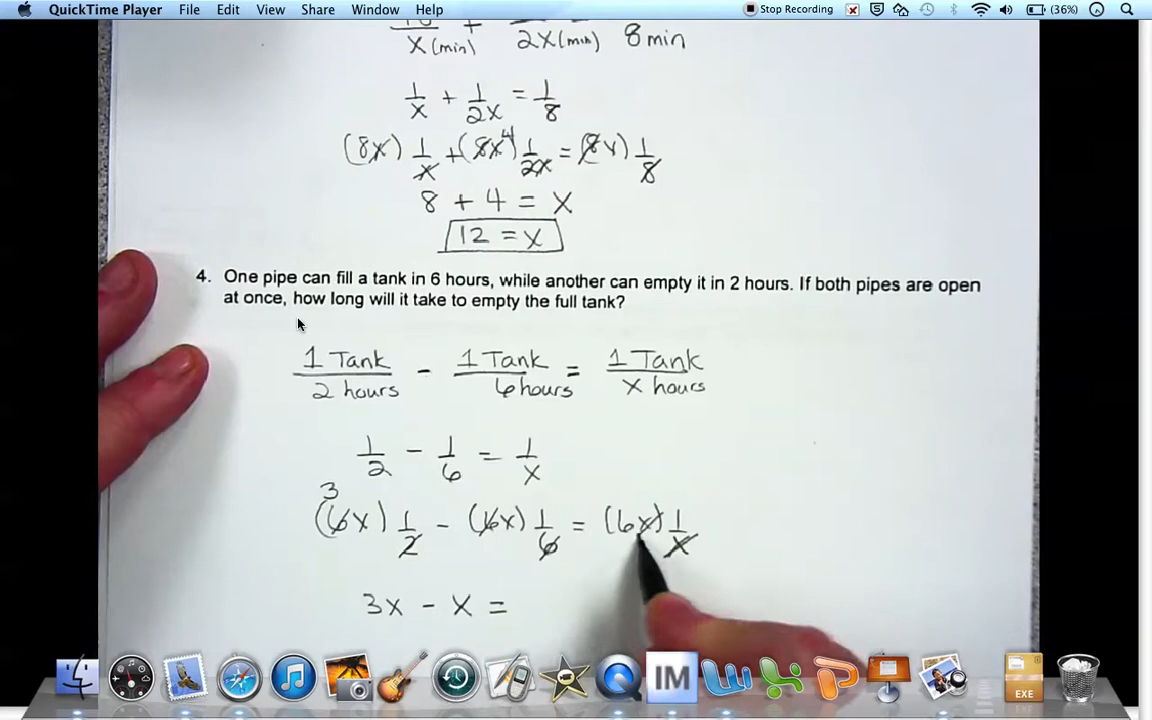 QuickTime Player File Edit View Share Window Help Stop Recording (36%)
x(min) + 2x(min) 8 min
1/x + 1/2x = 1/8
(8x) 1/x + (8x)4 1/2x = (8x) 1/8
8 + 4 = x
12 = x
4. One pipe can fill a tank in 6 hours, while another can empty it in 2 hours. If both pipes are open
at once, how long will it take to empty the full tank?
1 Tank/2 hours - 1 Tank/6 hours = 1 Tank/x hours
1/2 - 1/6 = 1/x
3
(6x) 1/2 - (6x) 1/6 = (6x) 1/x
3x - x =
IM EXE